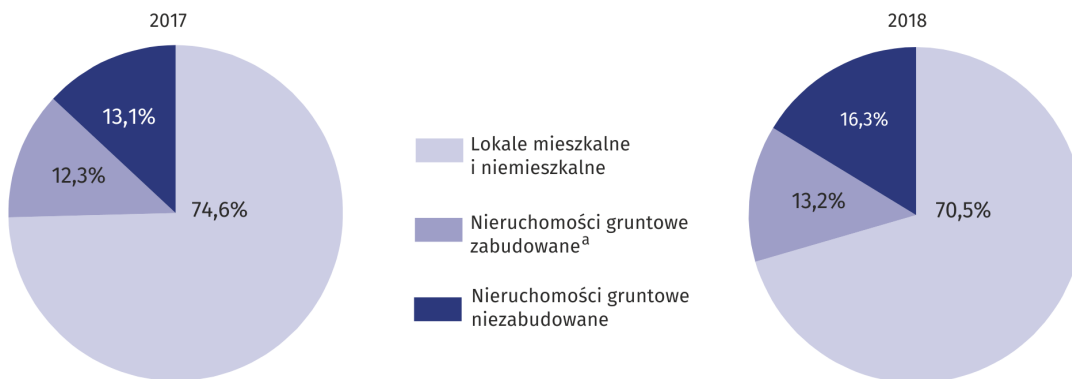 2017
13,1%
12,3%
74,6%
Lokale mieszkalne
i niemieszkalne
Nieruchomości gruntowe
zabudowaneᵃ
Nieruchomości gruntowe
niezabudowane
2018
16,3%
13,2%
70,5%